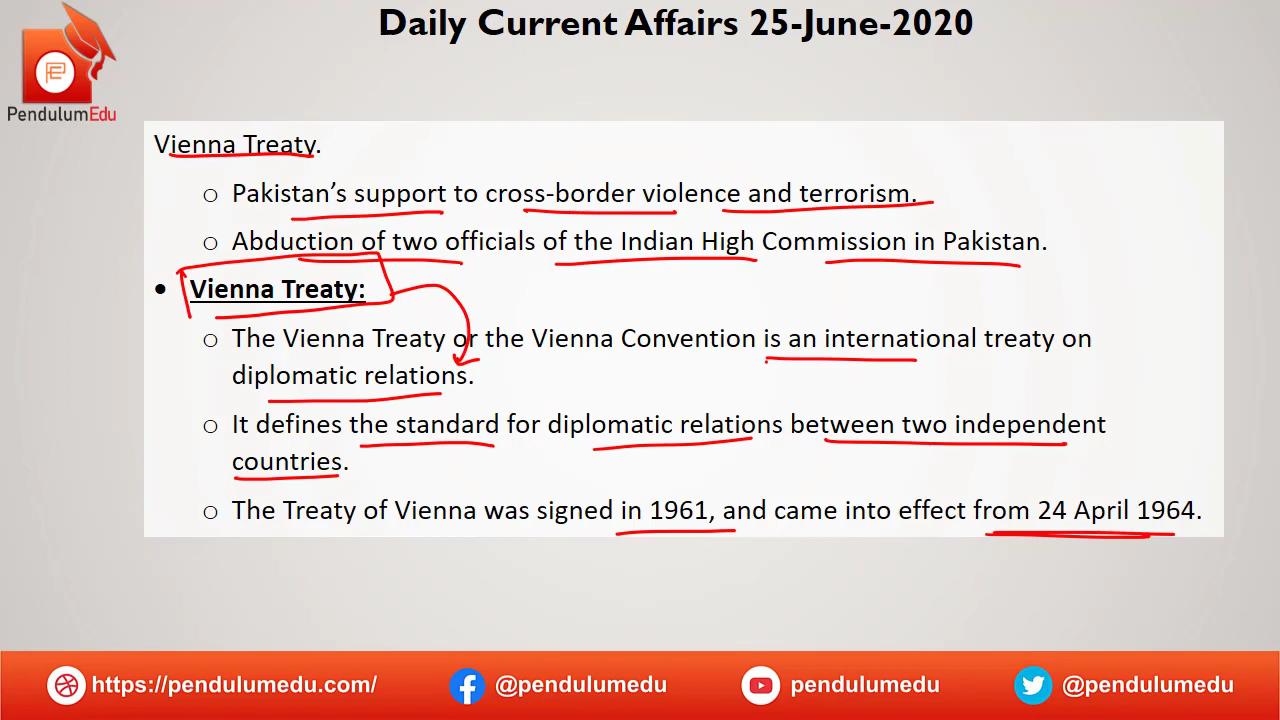 Daily Current Affairs 25-June-2020
PendulumEdu
Vienna Treaty.
o Pakistan’s support to cross-border violence and terrorism.
o Abduction of two officials of the Indian High Commission in Pakistan.
• Vienna Treaty:
o The Vienna Treaty or the Vienna Convention is an international treaty on
diplomatic relations.
o It defines the standard for diplomatic relations between two independent
countries.
o The Treaty of Vienna was signed in 1961, and came into effect from 24 April 1964.
https://pendulumedu.com/ @pendulumedu pendulumedu @pendulumedu